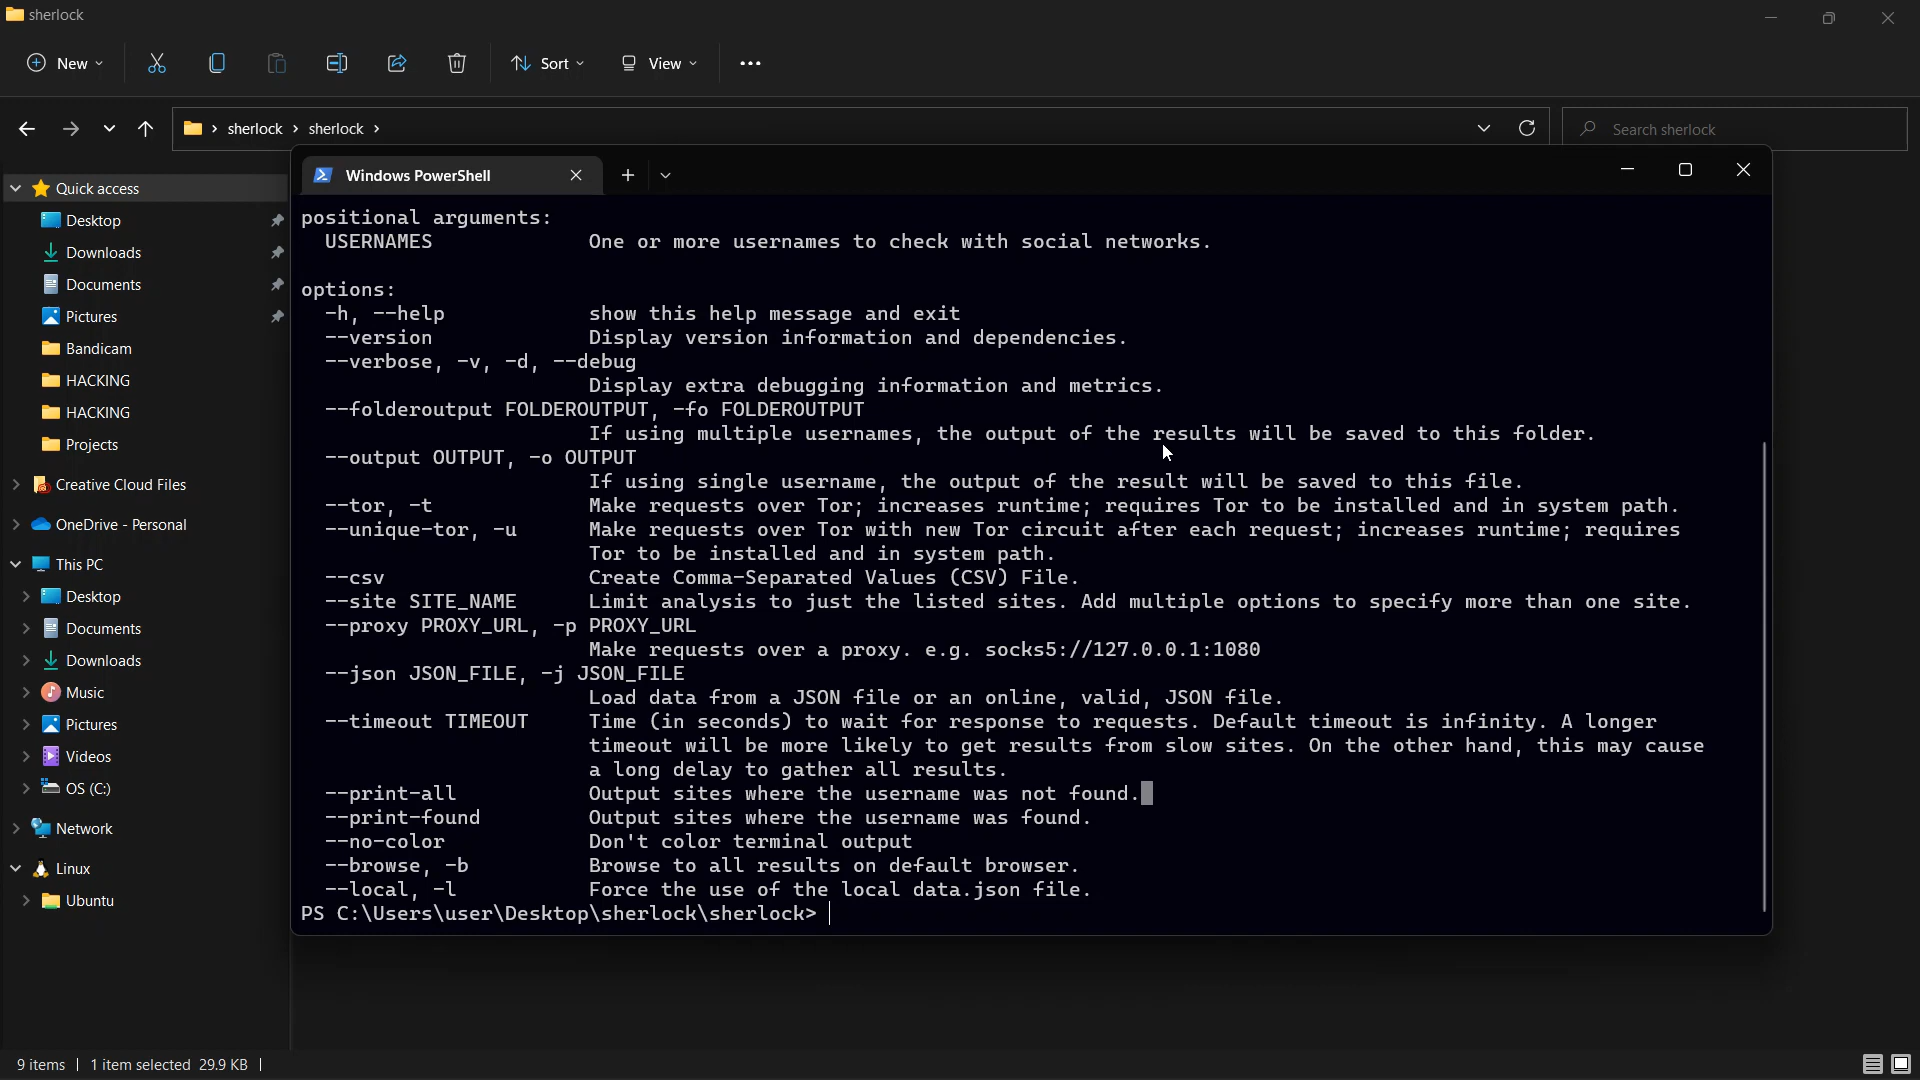 sherlock
New
Sort
View
sherlock > sherlock >
Search sherlock
Quick access
Desktop
Downloads
Documents
Pictures
Bandicam
HACKING
HACKING
Projects
Creative Cloud Files
OneDrive - Personal
This PC
Desktop
Documents
Downloads
Music
Pictures
Videos
OS (C:)
Network
Linux
Ubuntu
Windows PowerShell
positional arguments:
USERNAMES One or more usernames to check with social networks.
options:
-h, --help show this help message and exit
--version Display version information and dependencies.
--verbose, -v, -d, --debug
Display extra debugging information and metrics.
--folderoutput FOLDEROUTPUT, -fo FOLDEROUTPUT
If using multiple usernames, the output of the results will be saved to this folder.
--output OUTPUT, -o OUTPUT
If using single username, the output of the result will be saved to this file.
--tor, -t Make requests over Tor; increases runtime; requires Tor to be installed and in system path.
--unique-tor, -u Make requests over Tor with new Tor circuit after each request; increases runtime; requires
Tor to be installed and in system path.
--csv Create Comma-Separated Values (CSV) File.
--site SITE_NAME Limit analysis to just the listed sites. Add multiple options to specify more than one site.
--proxy PROXY_URL, -p PROXY_URL
Make requests over a proxy. e.g. socks5://127.0.0.1:1080
--json JSON_FILE, -j JSON_FILE
Load data from a JSON file or an online, valid, JSON file.
--timeout TIMEOUT Time (in seconds) to wait for response to requests. Default timeout is infinity. A longer
timeout will be more likely to get results from slow sites. On the other hand, this may cause
a long delay to gather all results.
--print-all Output sites where the username was not found.
--print-found Output sites where the username was found.
--no-color Don't color terminal output
--browse, -b Browse to all results on default browser.
--local, -l Force the use of the local data.json file.
PS C:\Users\user\Desktop\sherlock\sherlock>
9 items | 1 item selected 29.9 KB |